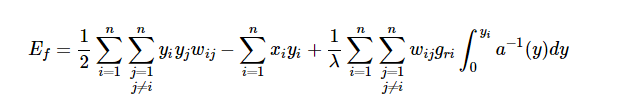 E_f = \frac{1}{2} \sum_{i=1}^{n} \sum_{\substack{j=1 \\ j \neq i}}^{n} y_i y_j w_{ij} - \sum_{i=1}^{n} x_i y_i + \frac{1}{\lambda} \sum_{i=1}^{n} \sum_{\substack{j=1 \\ j \neq i}}^{n} w_{ij} g_{ri} \int_{0}^{y_i} a^{-1}(y) dy